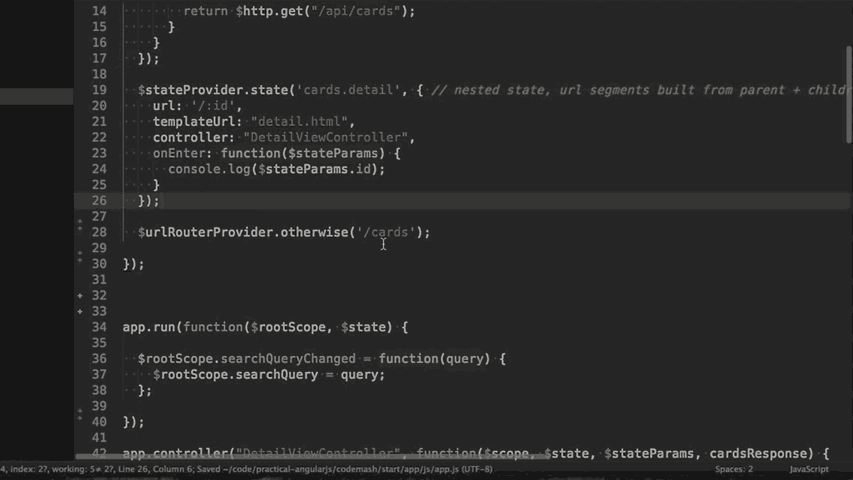 14 return $http.get("/api/cards");
15 }
16 }
17 });
18
19 $stateProvider.state('cards.detail', { // nested state, url segments built from parent + childr
20 url: '/:id',
21 templateUrl: "detail.html",
22 controller: "DetailViewController",
23 onEnter: function($stateParams) {
24 console.log($stateParams.id);
25 }
26 });
27
28 $urlRouterProvider.otherwise('/cards');
29
30 });
31
32
33
34 app.run(function($rootScope, $state) {
35
36 $rootScope.searchQueryChanged = function(query) {
37 $rootScope.searchQuery = query;
38 };
39
40 });
41
42 app.controller("DetailViewController", function($scope, $state, $stateParams, cardsResponse) {
4, index: 27, working: 5≠ 27, Line 26, Column 6; Saved ~/code/practical-angularjs/codemash/start/app/js/app.js (UTF-8) Spaces: 2 JavaScript